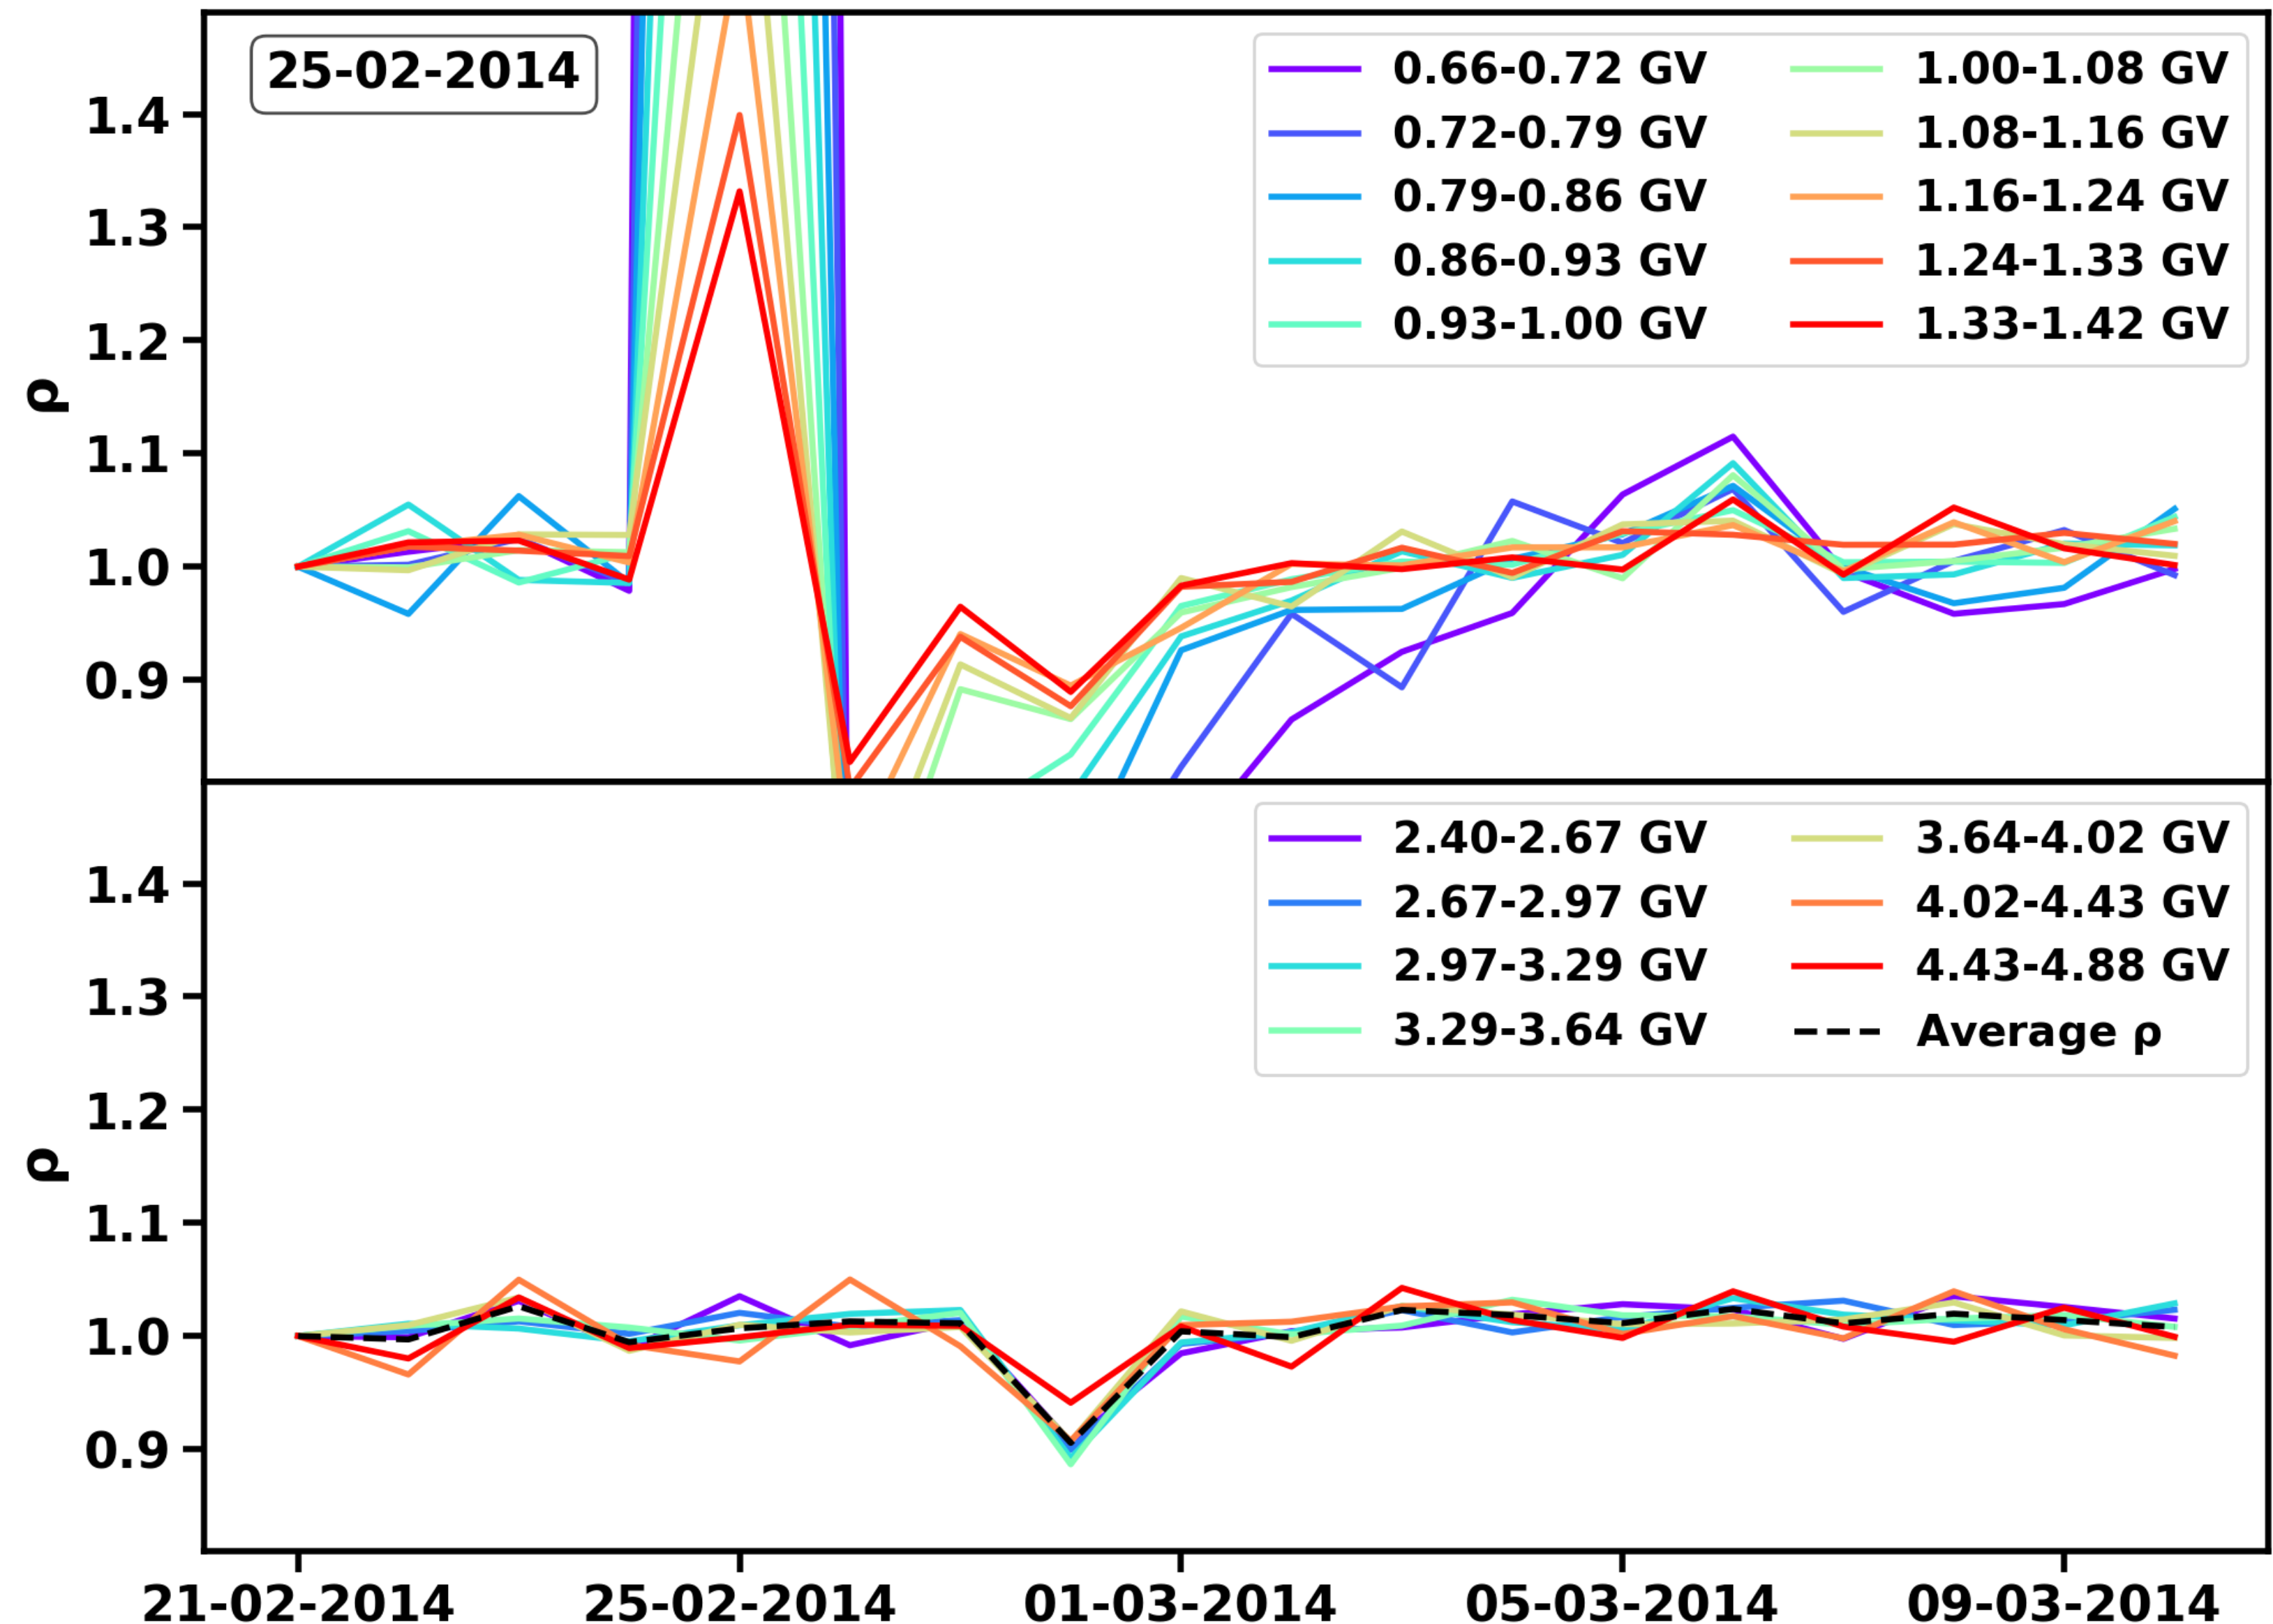 25-02-2014
0.66-0.72 GV
0.72-0.79 GV
0.79-0.86 GV
0.86-0.93 GV
0.93-1.00 GV
1.00-1.08 GV
1.08-1.16 GV
1.16-1.24 GV
1.24-1.33 GV
1.33-1.42 GV
1.4
1.3
1.2
1.1
1.0
0.9
ρ
2.40-2.67 GV
2.67-2.97 GV
2.97-3.29 GV
3.29-3.64 GV
3.64-4.02 GV
4.02-4.43 GV
4.43-4.88 GV
Average ρ
1.4
1.3
1.2
1.1
1.0
0.9
ρ
21-02-2014
25-02-2014
01-03-2014
05-03-2014
09-03-2014